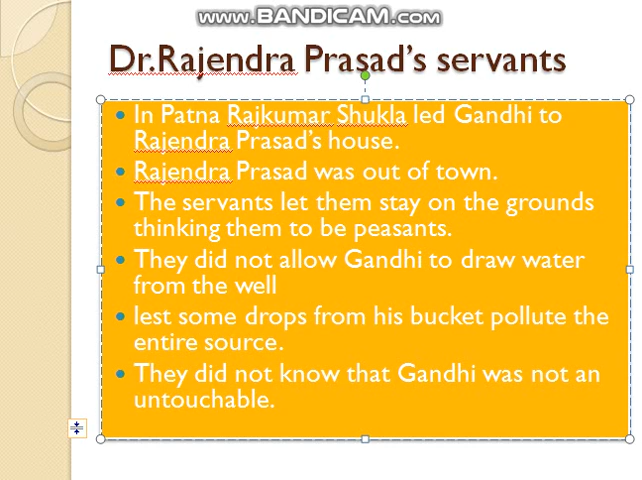 www.BANDICAM.com
Dr.Rajendra Prasad’s servants
In Patna Rajkumar Shukla led Gandhi to
Rajendra Prasad’s house.
Rajendra Prasad was out of town.
The servants let them stay on the grounds
thinking them to be peasants.
They did not allow Gandhi to draw water
from the well
lest some drops from his bucket pollute the
entire source.
They did not know that Gandhi was not an
untouchable.